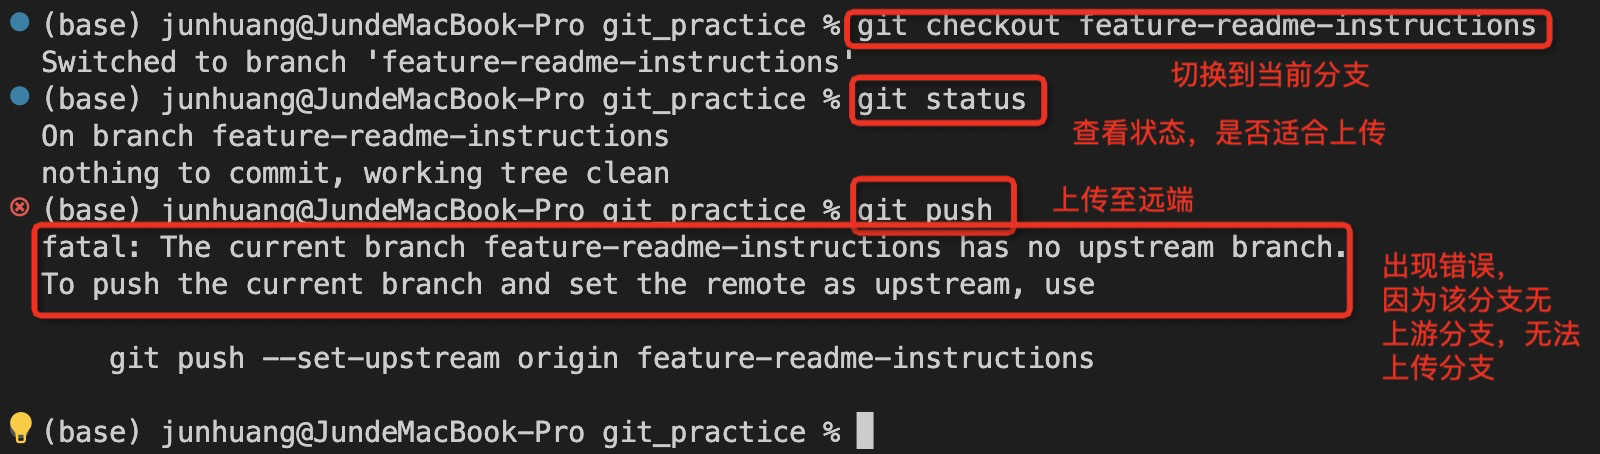 (base) junhuang@JundeMacBook-Pro git_practice % git checkout feature-readme-instructions
Switched to branch 'feature-readme-instructions'
切换到当前分支
(base) junhuang@JundeMacBook-Pro git_practice % git status
On branch feature-readme-instructions
查看状态，是否适合上传
nothing to commit, working tree clean
(base) junhuang@JundeMacBook-Pro git_practice % git push
上传至远端
fatal: The current branch feature-readme-instructions has no upstream branch.
To push the current branch and set the remote as upstream, use
出现错误，
因为该分支无
上游分支，无法
上传分支
git push --set-upstream origin feature-readme-instructions
(base) junhuang@JundeMacBook-Pro git_practice %